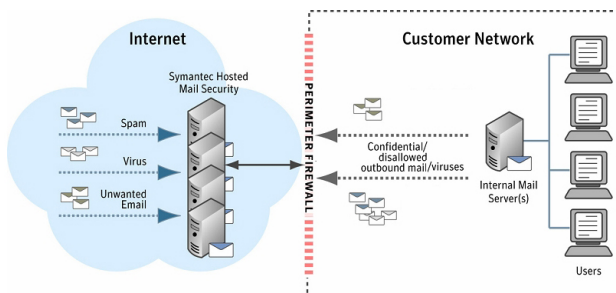 Internet
Symantec Hosted
Mail Security
Spam
Virus
Unwanted
Email
PERIMETER FIREWALL
Customer Network
Confidential/
disallowed
outbound mail/viruses
Internal Mail
Server(s)
Users